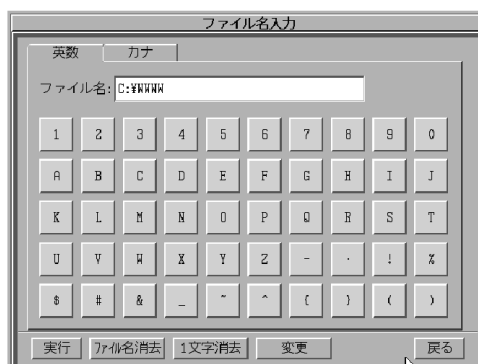 ファイル名入力
英数 カナ
ファイル名: C:¥WWWW
1 2 3 4 5 6 7 8 9 0
A B C D E F G H I J
K L M N O P Q R S T
U V W X Y Z - · ! %
$ # & _ ~ ^ { } ( )
実行 ファイル名消去 1文字消去 変更 戻る